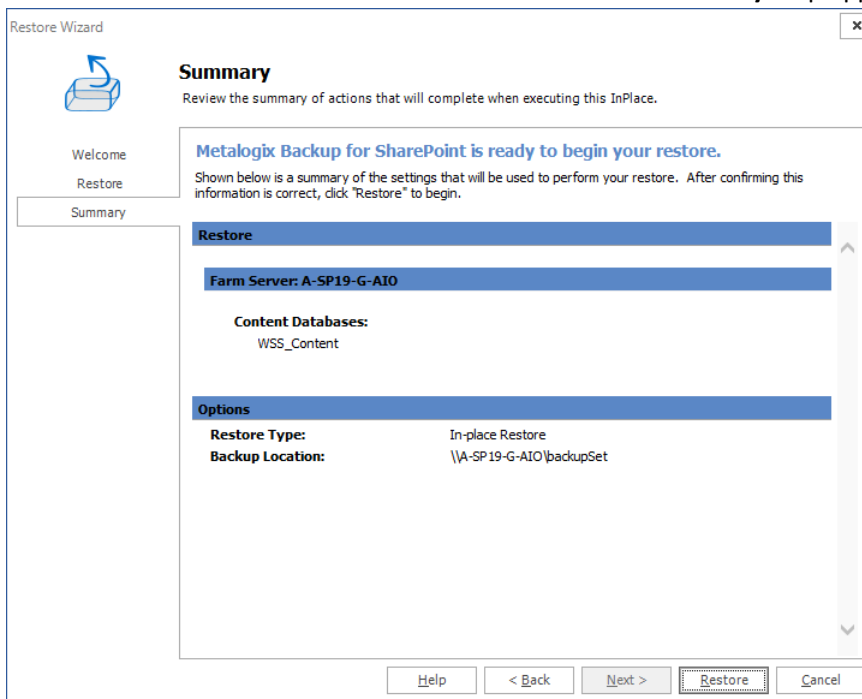 Restore Wizard
Summary
Review the summary of actions that will complete when executing this InPlace.
Welcome
Restore
Summary
Metalogix Backup for SharePoint is ready to begin your restore.
Shown below is a summary of the settings that will be used to perform your restore. After confirming this
information is correct, click "Restore" to begin.
Restore
Farm Server: A-SP19-G-AIO
Content Databases:
WSS_Content
Options
Restore Type: In-place Restore
Backup Location: \\A-SP19-G-AIO\backupSet
Help < Back Next > Restore Cancel